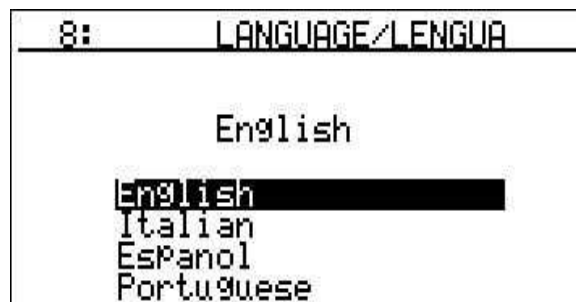 8: LANGUAGE/LENGUA
English
English
Italian
Espanol
Portuguese